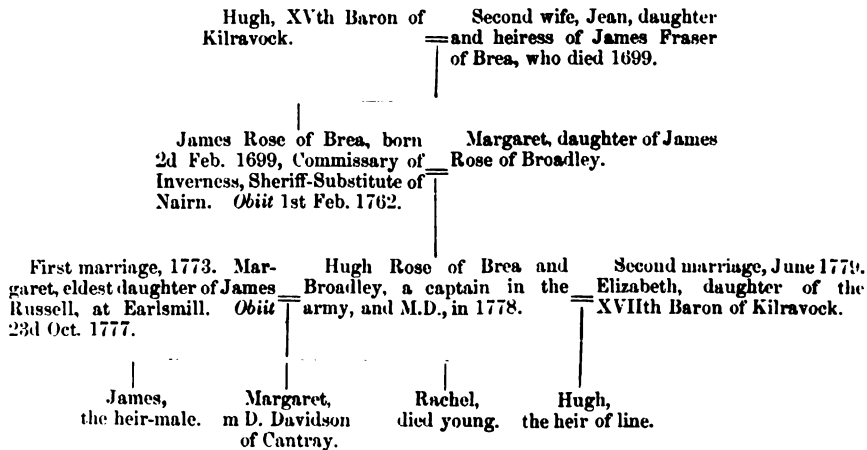 Hugh, XVth Baron of
Kilravock.
Second wife, Jean, daughter
and heiress of James Fraser
of Brea, who died 1699.
James Rose of Brea, born
2d Feb. 1699, Commissary of
Inverness, Sheriff-Substitute of
Nairn. Obiit 1st Feb. 1762.
Margaret, daughter of James
Rose of Broadley.
First marriage, 1773. Mar-
garet, eldest daughter of James
Russell, at Earlsmill. Obiit
23d Oct. 1777.
Hugh Rose of Brea and
Broadley, a captain in the
army, and M.D., in 1778.
Second marriage, June 1779.
Elizabeth, daughter of the
XVIIth Baron of Kilravock.
James,
the heir-male.
Margaret,
m D. Davidson
of Cantray.
Rachel,
died young.
Hugh,
the heir of line.